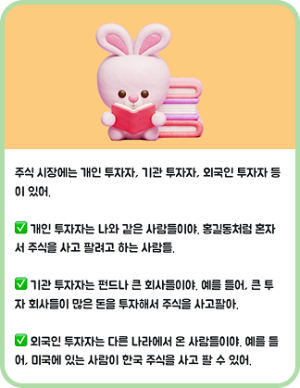 주식 시장에는 개인 투자자, 기관 투자자, 외국인 투자자 등
이 있어.
✅ 개인 투자자는 나와 같은 사람들이야. 홍길동처럼 혼자
서 주식을 사고 팔려고 하는 사람들.
✅ 기관 투자자는 펀드나 큰 회사들이야. 예를 들어, 큰 투
자 회사들이 많은 돈을 투자해서 주식을 사고팔아.
✅ 외국인 투자자는 다른 나라에서 온 사람들이야. 예를 들
어, 미국에 있는 사람이 한국 주식을 사고 팔 수 있어.